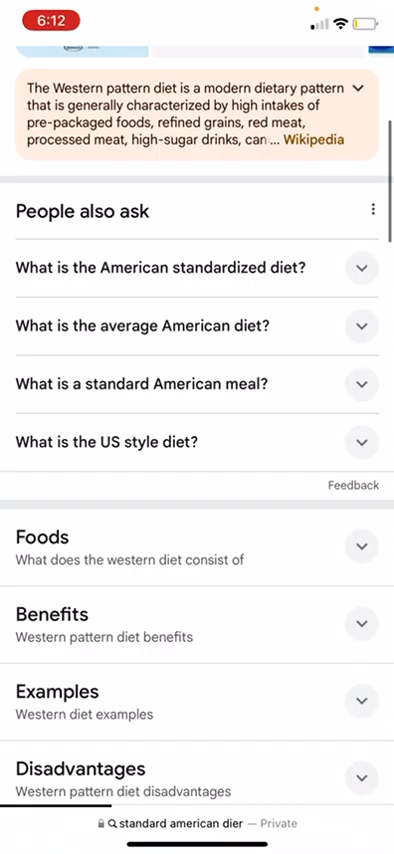 6:12
The Western pattern diet is a modern dietary pattern
that is generally characterized by high intakes of
pre-packaged foods, refined grains, red meat,
processed meat, high-sugar drinks, can... Wikipedia
People also ask
What is the American standardized diet?
What is the average American diet?
What is a standard American meal?
What is the US style diet?
Feedback
Foods
What does the western diet consist of
Benefits
Western pattern diet benefits
Examples
Western diet examples
Disadvantages
Western pattern diet disadvantages
standard american dier — Private